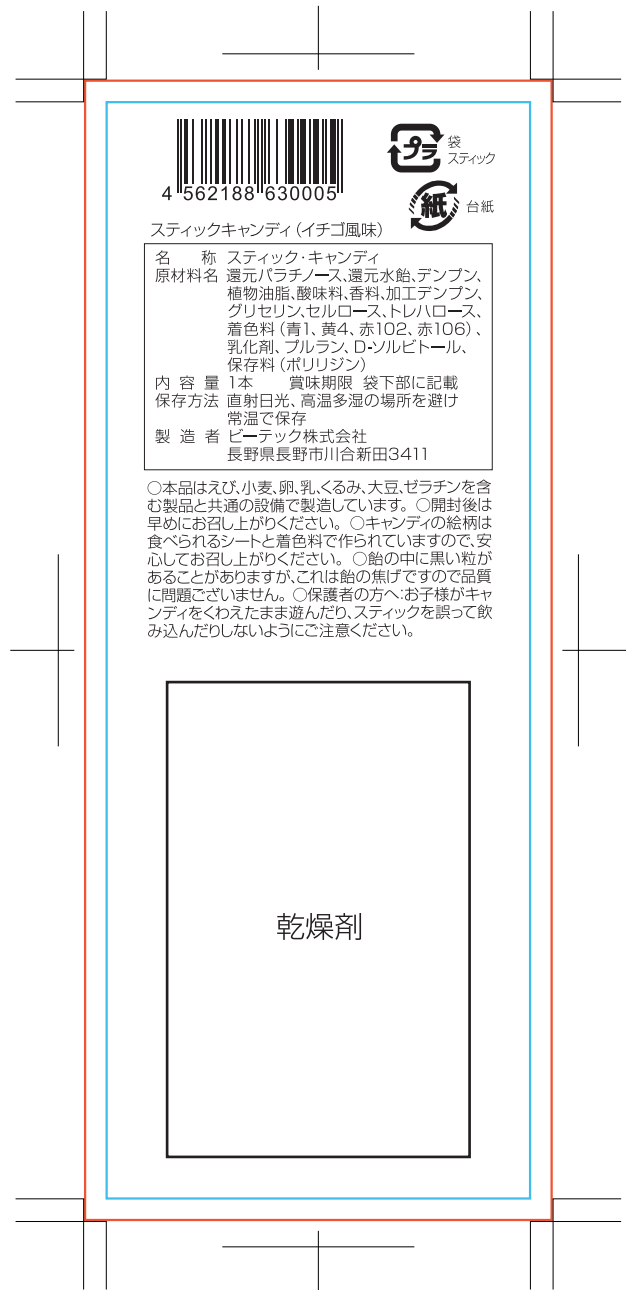 4 562188 630005
プラ
袋
スティック
紙
台紙
スティックキャンディ(イチゴ風味)
名　称 スティック・キャンディ
原材料名 還元パラチノース、還元水飴、デンプン、
植物油脂、酸味料、香料、加工デンプン、
グリセリン、セルロース、トレハロース、
着色料(青1、黄4、赤102、赤106)、
乳化剤、プルラン、D-ソルビトール、
保存料(ポリリジン)
内容量 1本　賞味期限 袋下部に記載
保存方法 直射日光、高温多湿の場所を避け
常温で保存
製造者 ビーテック株式会社
長野県長野市川合新田3411
○本品はえび、小麦、卵、乳、くるみ、大豆、ゼラチンを含
む製品と共通の設備で製造しています。○開封後は
早めにお召し上がりください。○キャンディの絵柄は
食べられるシートと着色料で作られていますので、安
心してお召し上がりください。○飴の中に黒い粒が
あることがありますが、これは飴の焦げですので品質
に問題ございません。○保護者の方へ:お子様がキャ
ンディをくわえたまま遊んだり、スティックを誤って飲
み込んだりしないようにご注意ください。
乾燥剤